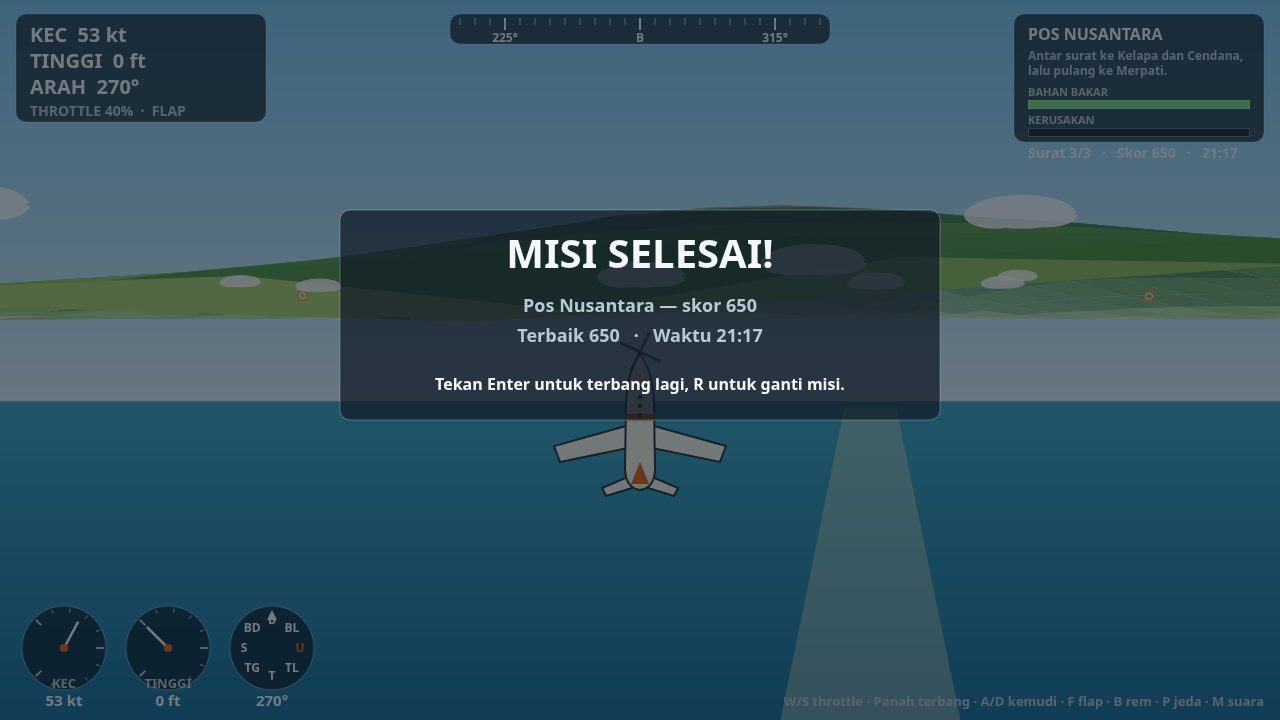 KEC 53 kt
TINGGI 0 ft
ARAH 270°
THROTTLE 40% · FLAP
225° B 315°
POS NUSANTARA
Antar surat ke Kelapa dan Cendana,
lalu pulang ke Merpati.
BAHAN BAKAR
KERUSAKAN
Surat 3/3 · Skor 650 · 21:17
MISI SELESAI!
Pos Nusantara — skor 650
Terbaik 650 · Waktu 21:17
Tekan Enter untuk terbang lagi, R untuk ganti misi.
KEC
53 kt
TINGGI
0 ft
B
BD BL
S U
TG TL
T
270°
W/S throttle · Panah terbang · A/D kemudi · F flap · B rem · P jeda · M suara